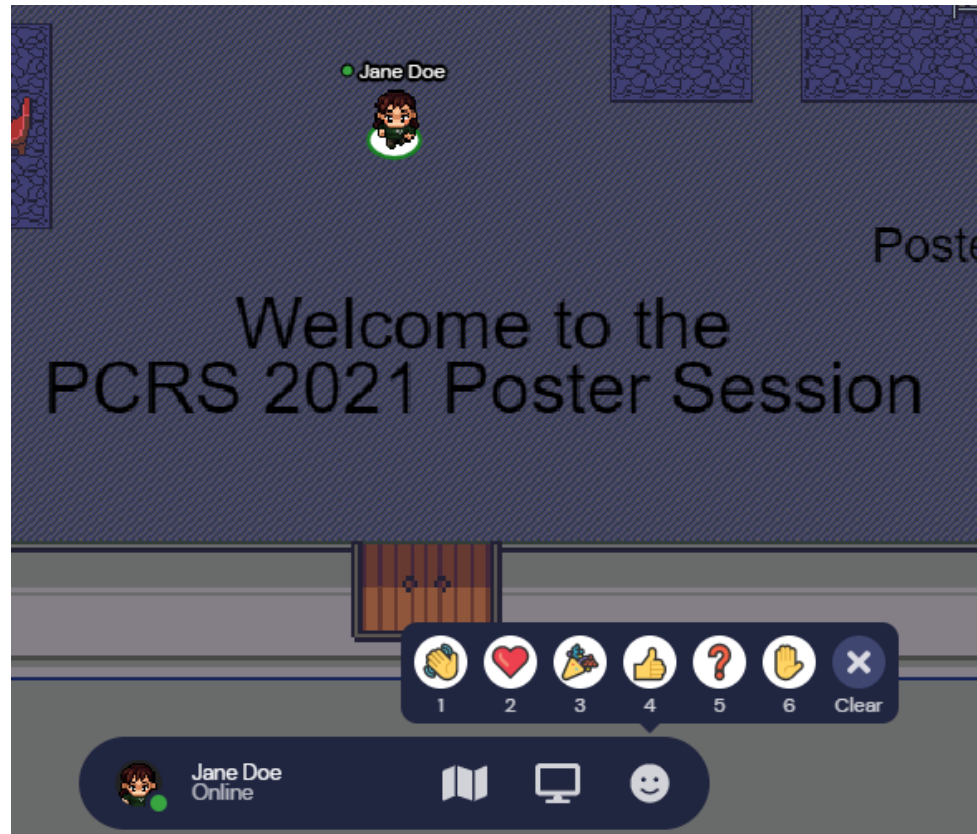 Jane Doe
Poste
Welcome to the
PCRS 2021 Poster Session
1 2 3 4 5 6 Clear
Jane Doe
Online